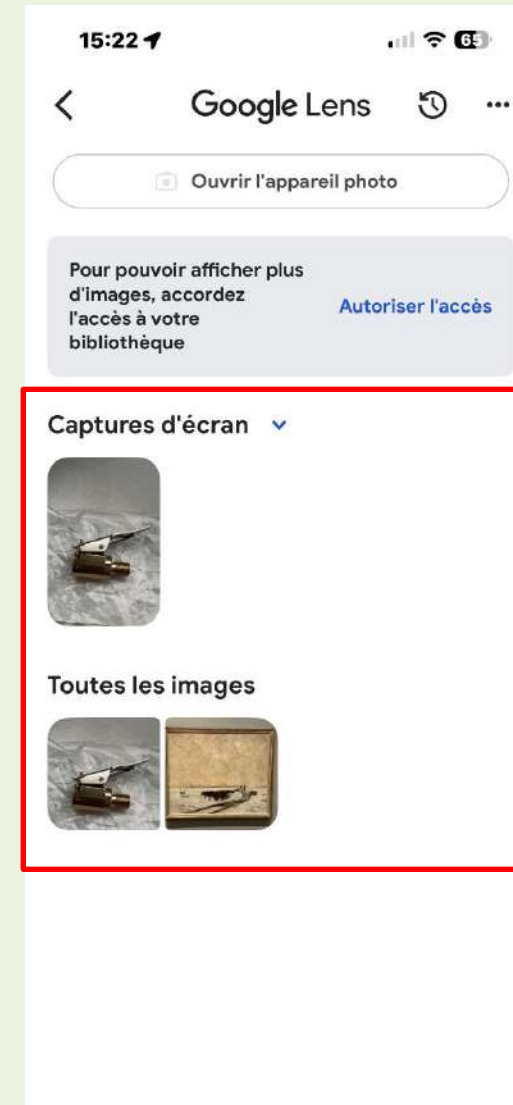 15:22
65
Google Lens
Ouvrir l'appareil photo
Pour pouvoir afficher plus
d'images, accordez
l'accès à votre
bibliothèque
Autoriser l'accès
Captures d'écran
Toutes les images